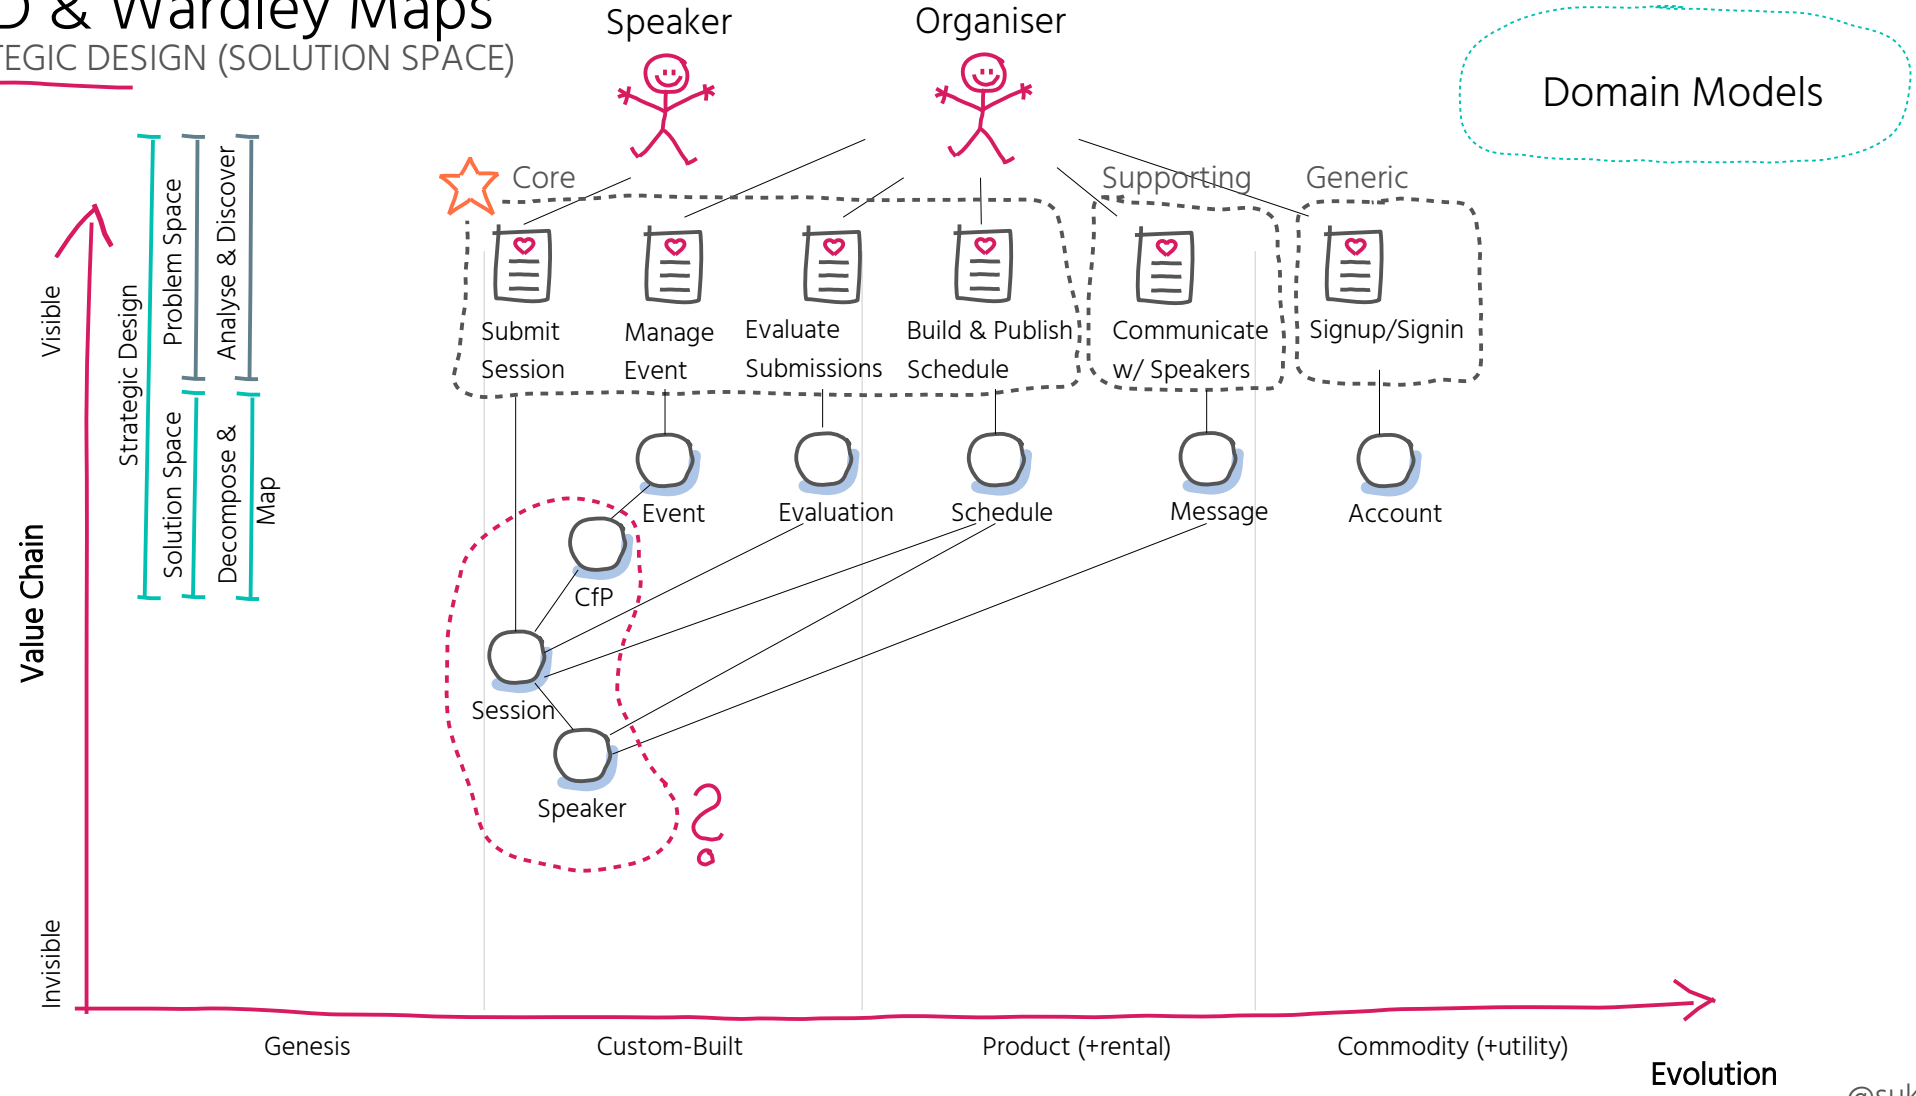 D & Wardley Maps
TEGIC DESIGN (SOLUTION SPACE)
Speaker
Organiser
Domain Models
Core
Supporting
Generic
Submit
Session
Manage
Event
Evaluate
Submissions
Build & Publish
Schedule
Communicate
w/ Speakers
Signup/Signin
Visible
Strategic Design
Problem Space
Analyse & Discover
Solution Space
Decompose &
Map
Value Chain
Invisible
Event
Evaluation
Schedule
Message
Account
CfP
Session
Speaker
?
Genesis
Custom-Built
Product (+rental)
Commodity (+utility)
Evolution